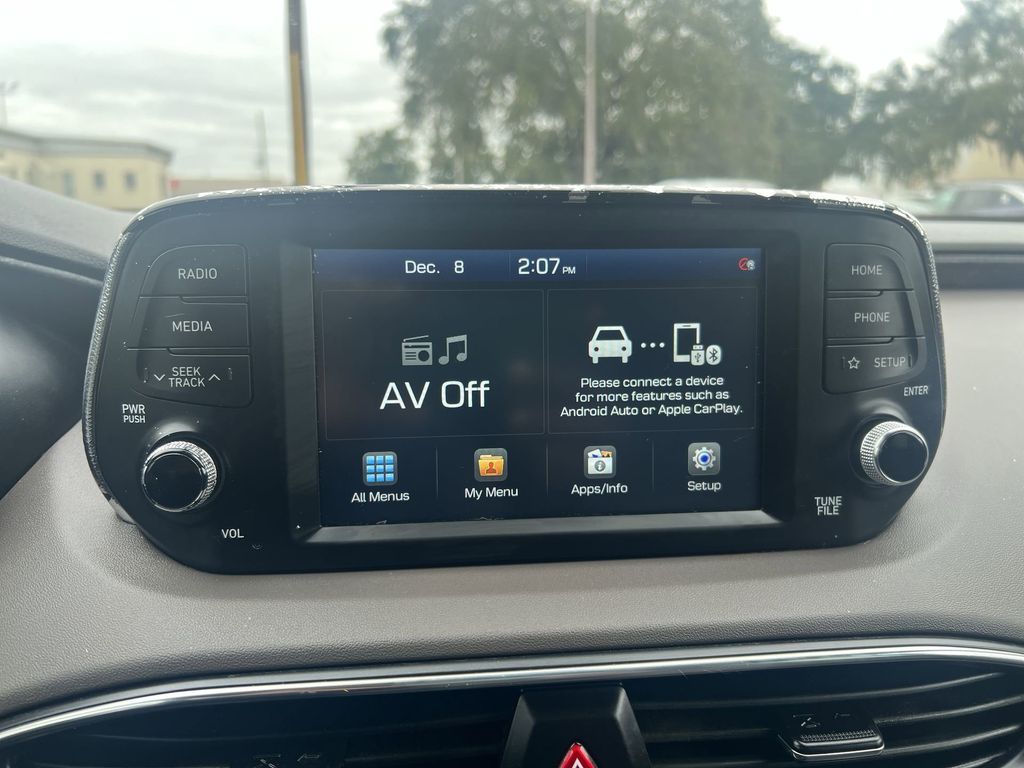 Dec. 8
2:07 PM
RADIO
MEDIA
SEEK
TRACK
PWR
PUSH
VOL
AV Off
Please connect a device
for more features such as
Android Auto or Apple CarPlay.
All Menus
My Menu
Apps/Info
Setup
HOME
PHONE
SETUP
ENTER
TUNE
FILE